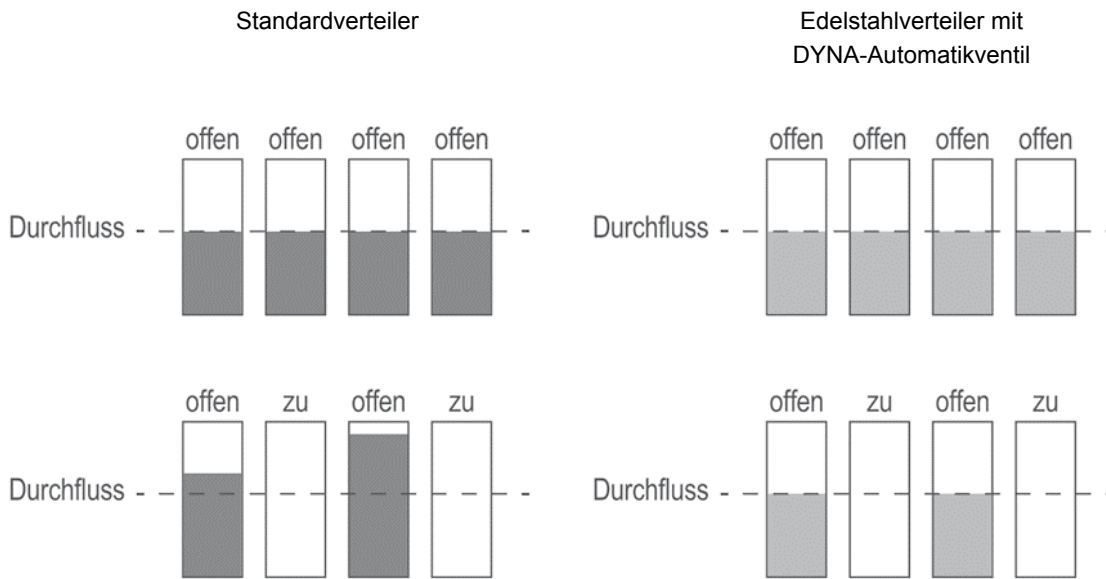 Standardverteiler
Edelstahlverteiler mit
DYNA-Automatikventil
offen offen offen offen
Durchfluss
offen offen offen offen
Durchfluss
offen zu offen zu
Durchfluss
offen zu offen zu
Durchfluss